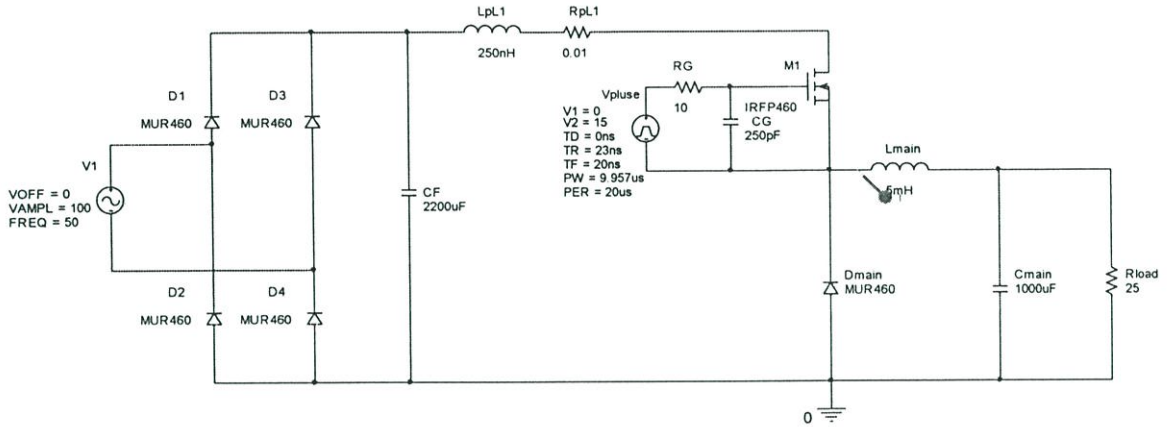 LpL1
250nH
RpL1
0.01
D1
MUR460
D3
MUR460
V1
VOFF = 0
VAMPL = 100
FREQ = 50
D2
MUR460
D4
MUR460
CF
2200uF
Vpluse
V1 = 0
V2 = 15
TD = 0ns
TR = 23ns
TF = 20ns
PW = 9.957us
PER = 20us
RG
10
M1
IRFP460
CG
250pF
Lmain
5mH
Dmain
MUR460
Cmain
1000uF
Rload
25
0